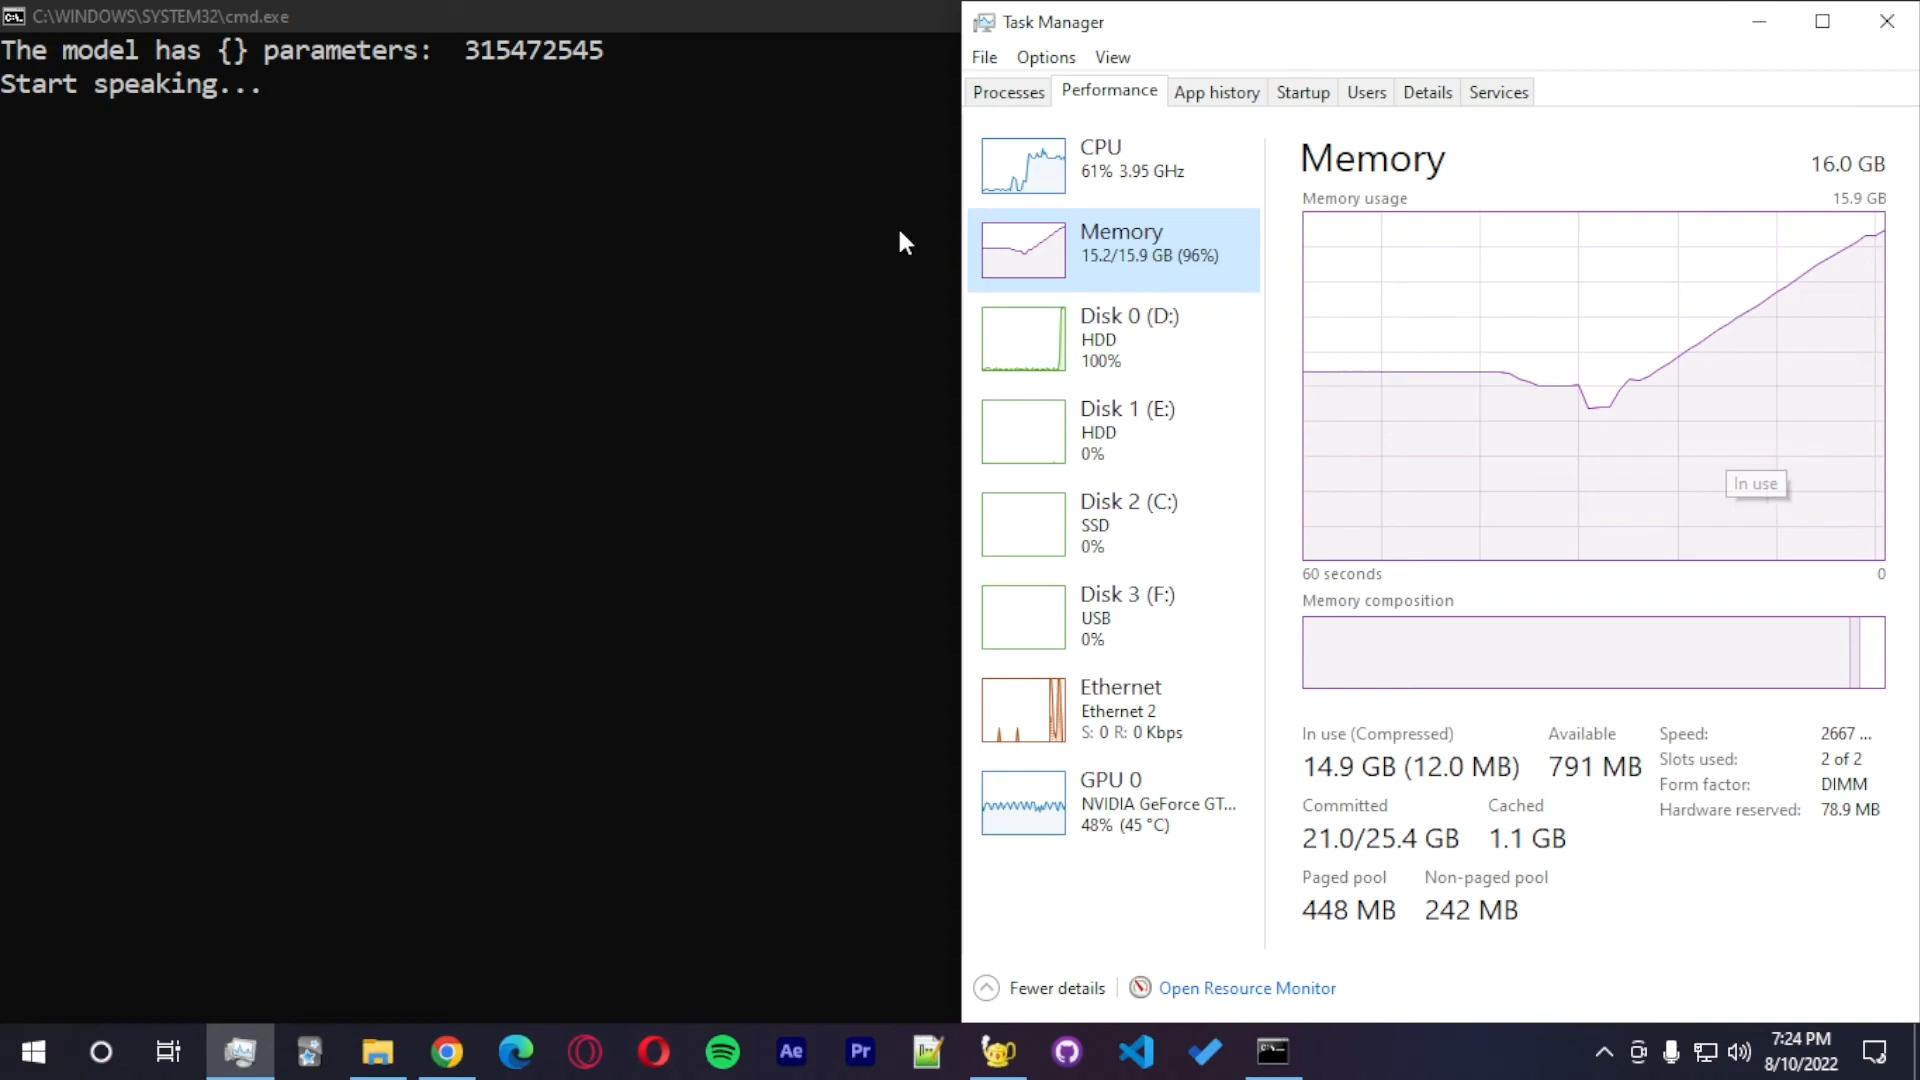 C:\WINDOWS\SYSTEM32\cmd.exe
The model has {} parameters: 315472545
Start speaking...
Task Manager
File Options View
Processes Performance App history Startup Users Details Services
CPU
61% 3.95 GHz
Memory
15.2/15.9 GB (96%)
Disk 0 (D:)
HDD
100%
Disk 1 (E:)
HDD
0%
Disk 2 (C:)
SSD
0%
Disk 3 (F:)
USB
0%
Ethernet
Ethernet 2
S: 0 R: 0 Kbps
GPU 0
NVIDIA GeForce GT...
48% (45 °C)
Memory 16.0 GB
Memory usage 15.9 GB
In use
60 seconds 0
Memory composition
In use (Compressed) Available
14.9 GB (12.0 MB) 791 MB
Committed Cached
21.0/25.4 GB 1.1 GB
Paged pool Non-paged pool
448 MB 242 MB
Speed: 2667 ...
Slots used: 2 of 2
Form factor: DIMM
Hardware reserved: 78.9 MB
Fewer details Open Resource Monitor
Ae Pr
7:24 PM
8/10/2022